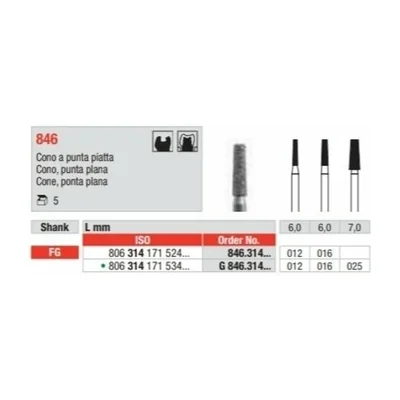 846
Cono a punta piatta
Cono, punta plana
Cone, ponta plana
5
Shank L mm 6,0 6,0 7,0
ISO Order No.
FG 806 314 171 524... 846.314... 012 016
• 806 314 171 534... G 846.314... 012 016 025